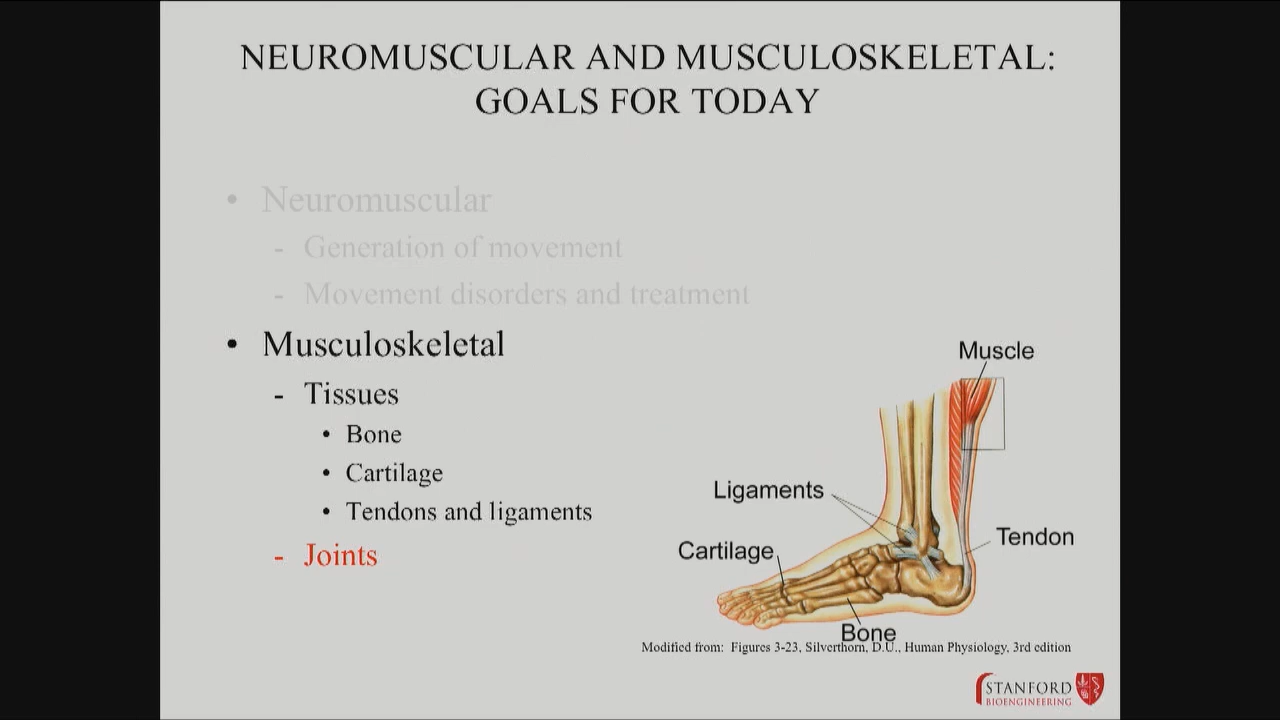 NEUROMUSCULAR AND MUSCULOSKELETAL:
GOALS FOR TODAY
• Neuromuscular
- Generation of movement
- Movement disorders and treatment
• Musculoskeletal
- Tissues
• Bone
• Cartilage
• Tendons and ligaments
- Joints
Muscle
Ligaments
Tendon
Cartilage
Bone
Modified from: Figures 3-23, Silverthorn, D.U., Human Physiology, 3rd edition
STANFORD
BIOENGINEERING